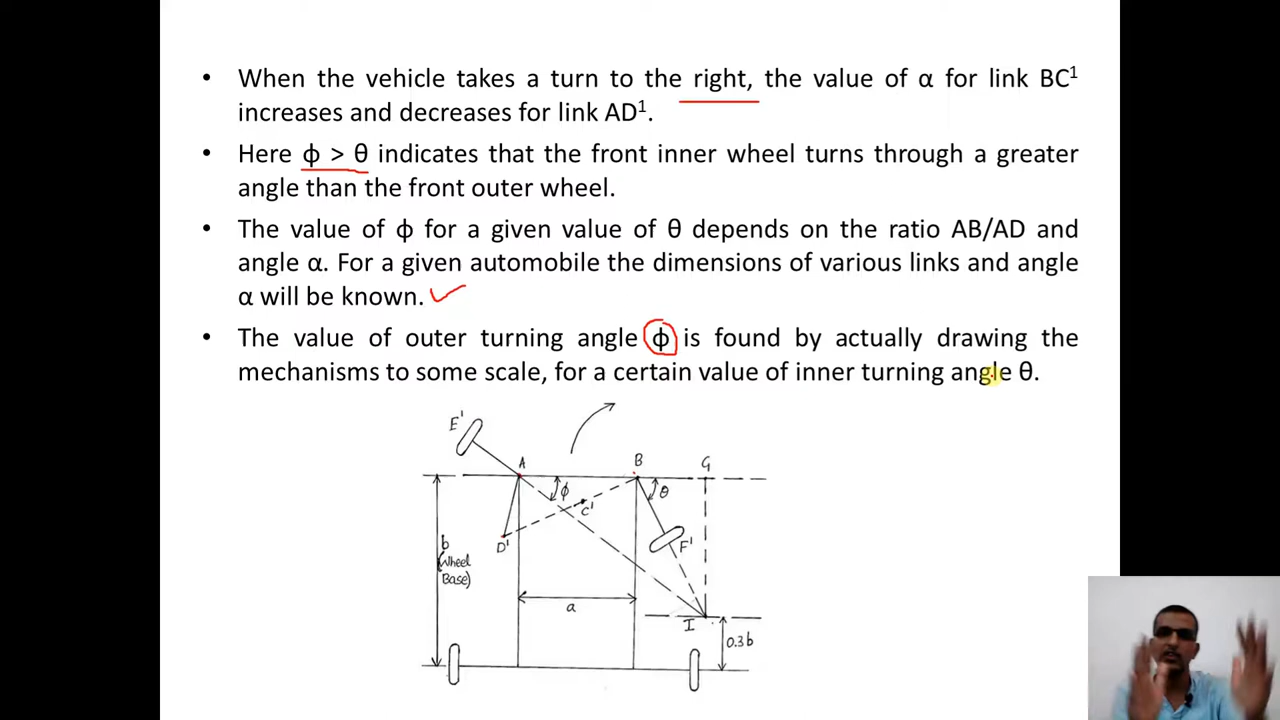 • When the vehicle takes a turn to the right, the value of α for link BC¹
increases and decreases for link AD¹.
• Here ϕ > θ indicates that the front inner wheel turns through a greater
angle than the front outer wheel.
• The value of ϕ for a given value of θ depends on the ratio AB/AD and
angle α. For a given automobile the dimensions of various links and angle
α will be known.
• The value of outer turning angle ϕ is found by actually drawing the
mechanisms to some scale, for a certain value of inner turning angle θ.
E'
A
B
G
ϕ
θ
C'
D'
F'
b
(Wheel
Base)
a
I
0.3b